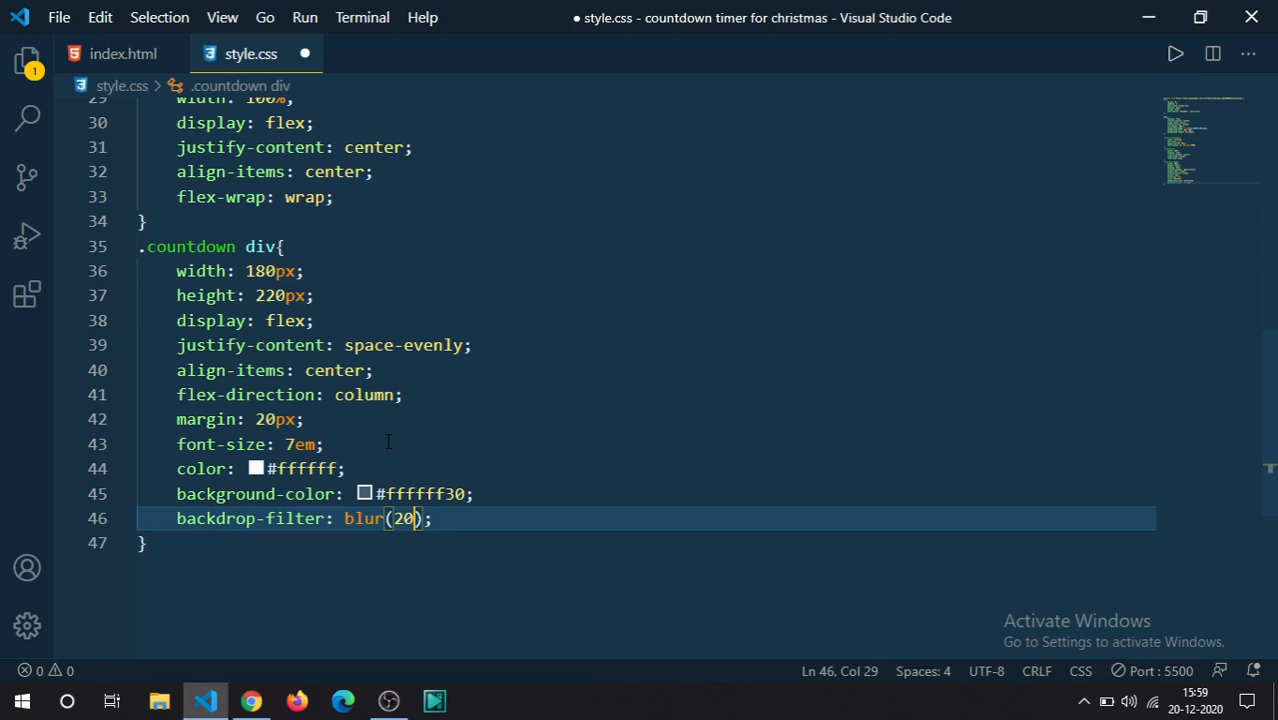 File Edit Selection View Go Run Terminal Help ● style.css - countdown timer for christmas - Visual Studio Code
index.html style.css
style.css > .countdown div
29 width: 100%;
30 display: flex;
31 justify-content: center;
32 align-items: center;
33 flex-wrap: wrap;
34 }
35 .countdown div{
36 width: 180px;
37 height: 220px;
38 display: flex;
39 justify-content: space-evenly;
40 align-items: center;
41 flex-direction: column;
42 margin: 20px;
43 font-size: 7em;
44 color: #ffffff;
45 background-color: #ffffff30;
46 backdrop-filter: blur(20);
47 }
1
Activate Windows
Go to Settings to activate Windows.
0 0 Ln 46, Col 29 Spaces: 4 UTF-8 CRLF CSS Port : 5500
15:59
20-12-2020